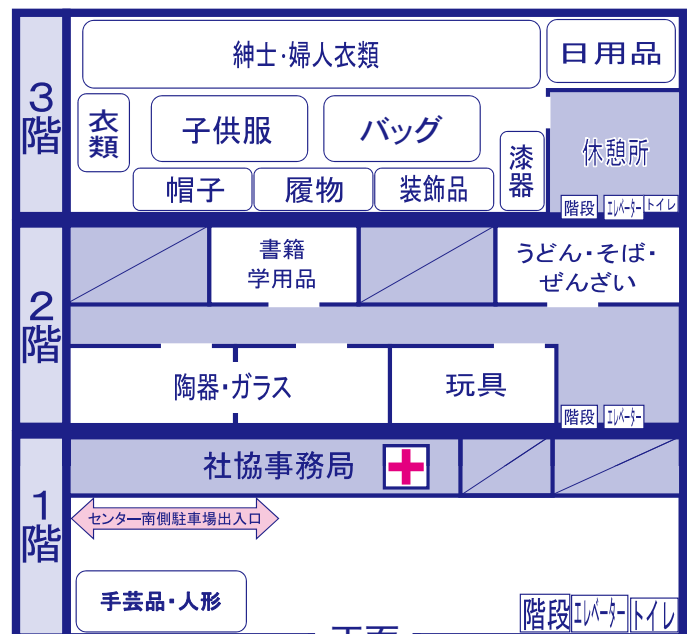 3階
紳士・婦人衣類
日用品
衣類
子供服
バッグ
漆器
休憩所
帽子
履物
装飾品
階段
エレベーター
トイレ
2階
書籍
学用品
うどん・そば・
ぜんざい
陶器・ガラス
玩具
階段
エレベーター
1階
社協事務局
センター南側駐車場出入口
手芸品・人形
階段
エレベーター
トイレ
正面